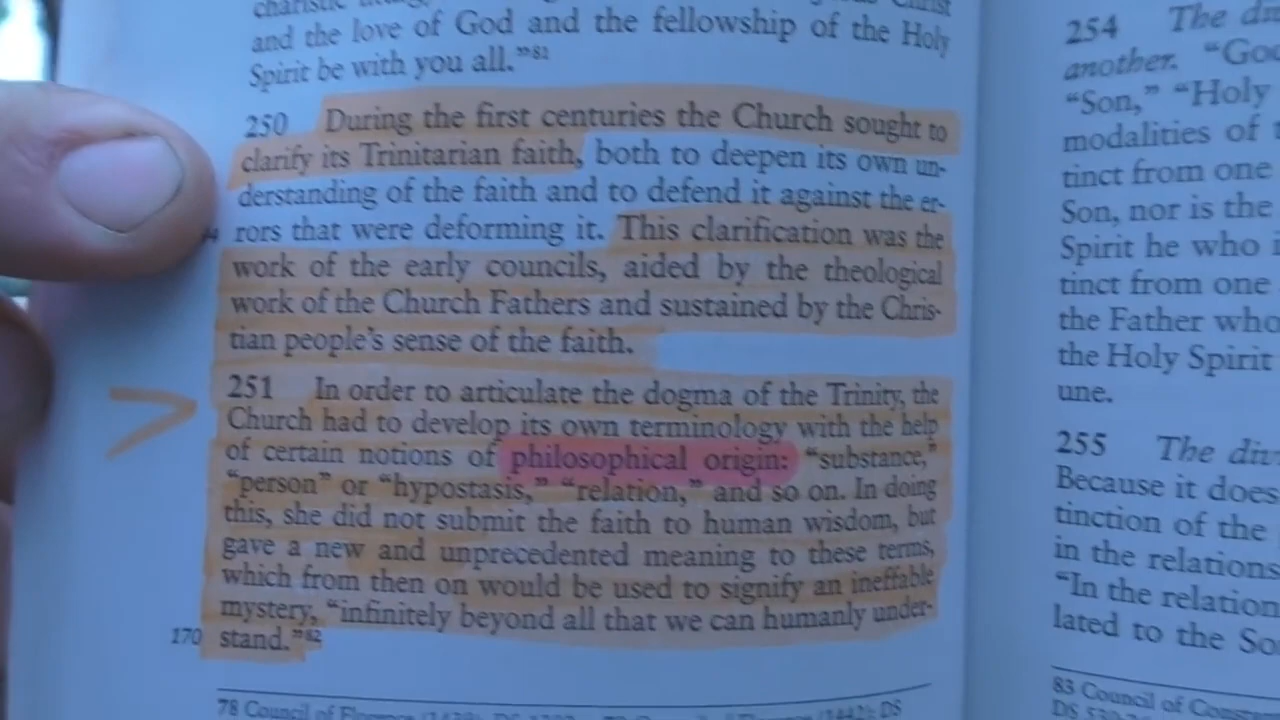 and the love of God and the fellowship of the Holy
Spirit be with you all."82
250 During the first centuries the Church sought to
clarify its Trinitarian faith, both to deepen its own un-
derstanding of the faith and to defend it against the er-
rors that were deforming it. This clarification was the
work of the early councils, aided by the theological
work of the Church Fathers and sustained by the Chris-
tian people's sense of the faith.
251 In order to articulate the dogma of the Trinity, the
Church had to develop its own terminology with the help
of certain notions of philosophical origin: "substance,"
"person" or "hypostasis," "relation," and so on. In doing
this, she did not submit the faith to human wisdom, but
gave a new and unprecedented meaning to these terms,
which from then on would be used to signify an ineffable
mystery, "infinitely beyond all that we can humanly under-
170 stand."62
78 Council of Florence DS
254 The
another.
"Son," "Holy
modalities of
tinct from one
Son, nor is the
Spirit he who
tinct from one
the Father who
the Holy Spirit
une.
255 The
Because it does
tinction of the
in the relations
"In the relation
lated to the So
83 Council of